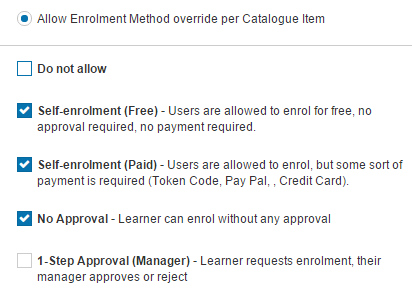 Allow Enrolment Method override per Catalogue Item
Do not allow
Self-enrolment (Free) - Users are allowed to enrol for free, no
approval required, no payment required.
Self-enrolment (Paid) - Users are allowed to enrol, but some sort of
payment is required (Token Code, Pay Pal, , Credit Card).
No Approval - Learner can enrol without any approval
1-Step Approval (Manager) - Learner requests enrolment, their
manager approves or reject